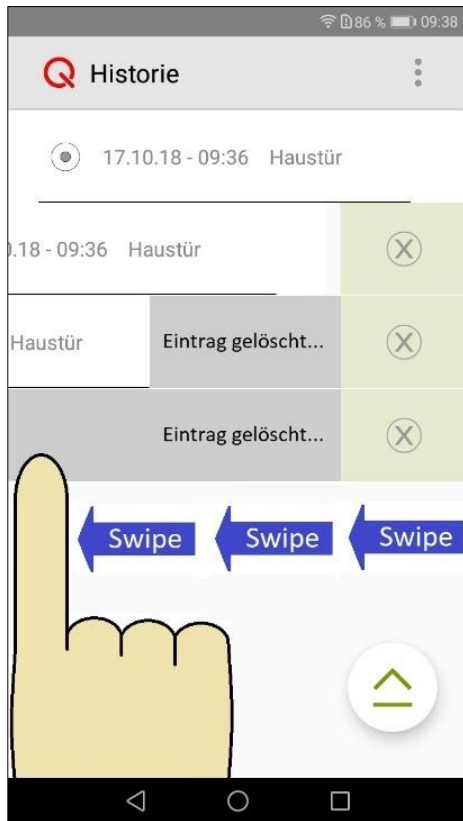 86 % 09:38
Historie
17.10.18 - 09:36 Haustür
0.18 - 09:36 Haustür
Haustür Eintrag gelöscht...
Eintrag gelöscht...
Swipe Swipe Swipe